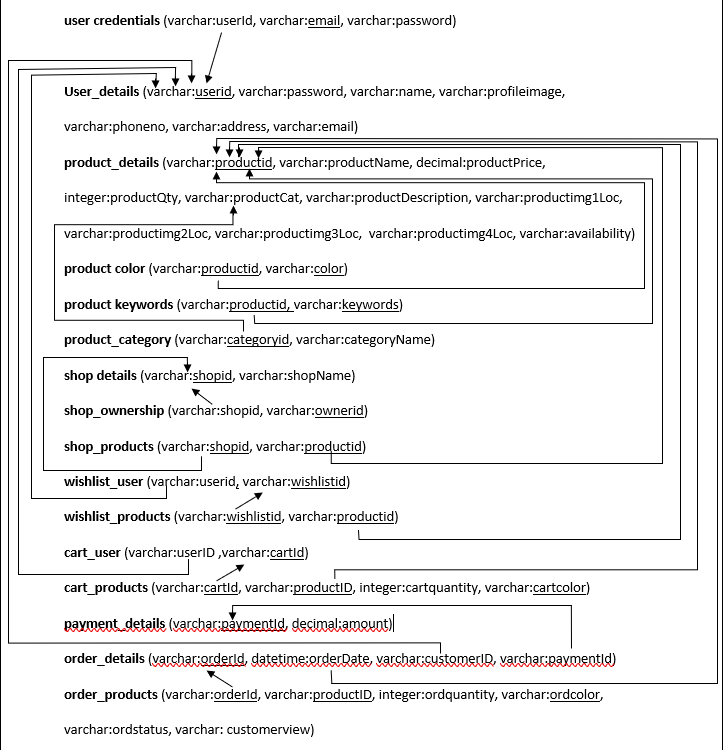 user credentials (varchar:userId, varchar:email, varchar:password)
User_details (varchar:userid, varchar:password, varchar:name, varchar:profileimage,
varchar:phoneno, varchar:address, varchar:email)
product_details (varchar:productid, varchar:productName, decimal:productPrice,
integer:productQty, varchar:productCat, varchar:productDescription, varchar:productimg1Loc,
varchar:productimg2Loc, varchar:productimg3Loc, varchar:productimg4Loc, varchar:availability)
product color (varchar:productid, varchar:color)
product keywords (varchar:productid, varchar:keywords)
product_category (varchar:categoryid, varchar:categoryName)
shop details (varchar:shopid, varchar:shopName)
shop_ownership (varchar:shopid, varchar:ownerid)
shop_products (varchar:shopid, varchar:productid)
wishlist_user (varchar:userid, varchar:wishlistid)
wishlist_products (varchar:wishlistid, varchar:productid)
cart_user (varchar:userID ,varchar:cartId)
cart_products (varchar:cartId, varchar:productID, integer:cartquantity, varchar:cartcolor)
payment_details (varchar:paymentId, decimal:amount)
order_details (varchar:orderId, datetime:orderDate, varchar:customerID, varchar:paymentId)
order_products (varchar:orderId, varchar:productID, integer:ordquantity, varchar:ordcolor,
varchar:ordstatus, varchar: customerview)